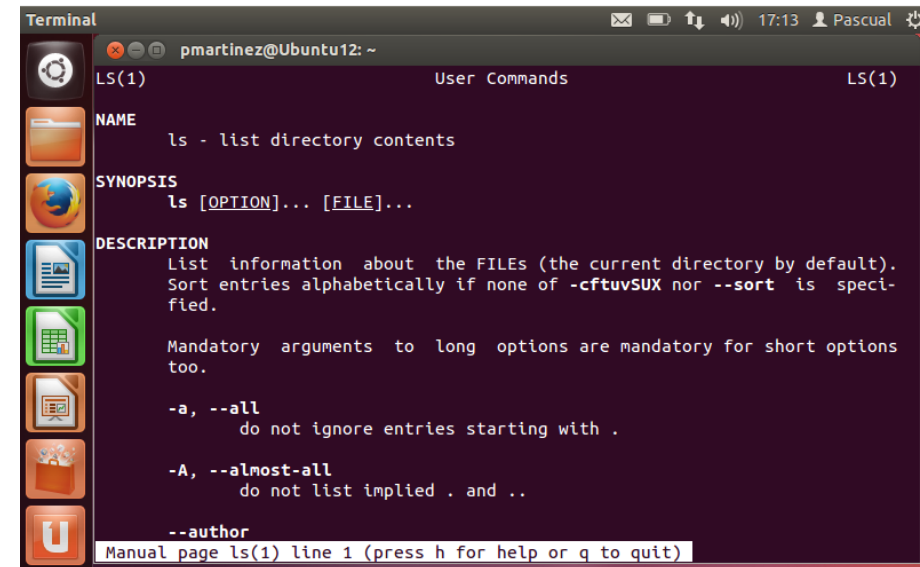 Terminal 17:13 Pascual
pmartinez@Ubuntu12: ~
LS(1) User Commands LS(1)
NAME
ls - list directory contents
SYNOPSIS
ls [OPTION]... [FILE]...
DESCRIPTION
List information about the FILEs (the current directory by default).
Sort entries alphabetically if none of -cftuvSUX nor --sort is speci-
fied.
Mandatory arguments to long options are mandatory for short options
too.
-a, --all
do not ignore entries starting with .
-A, --almost-all
do not list implied . and ..
--author
Manual page ls(1) line 1 (press h for help or q to quit)